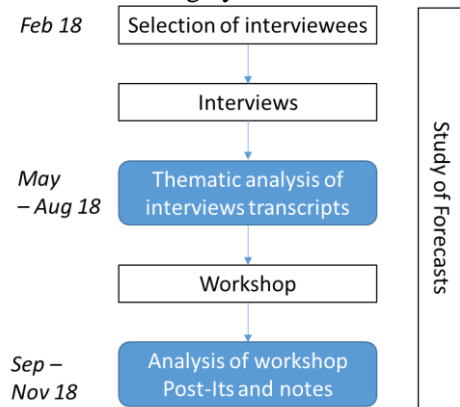 Feb 18
Selection of interviewees
Interviews
May
– Aug 18
Thematic analysis of
interviews transcripts
Workshop
Sep –
Nov 18
Analysis of workshop
Post-Its and notes
Study of Forecasts